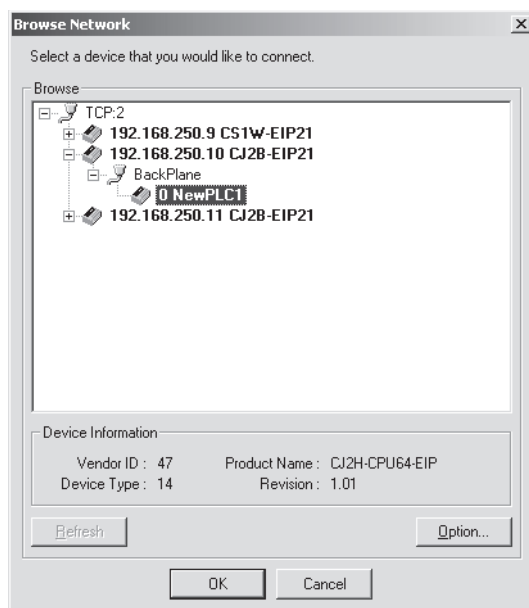 Browse Network
Select a device that you would like to connect.
Browse
TCP:2
192.168.250.9 CS1W-EIP21
192.168.250.10 CJ2B-EIP21
BackPlane
0 NewPLC1
192.168.250.11 CJ2B-EIP21
Device Information
Vendor ID : 47 Product Name : CJ2H-CPU64-EIP
Device Type : 14 Revision : 1.01
Refresh Option...
OK Cancel